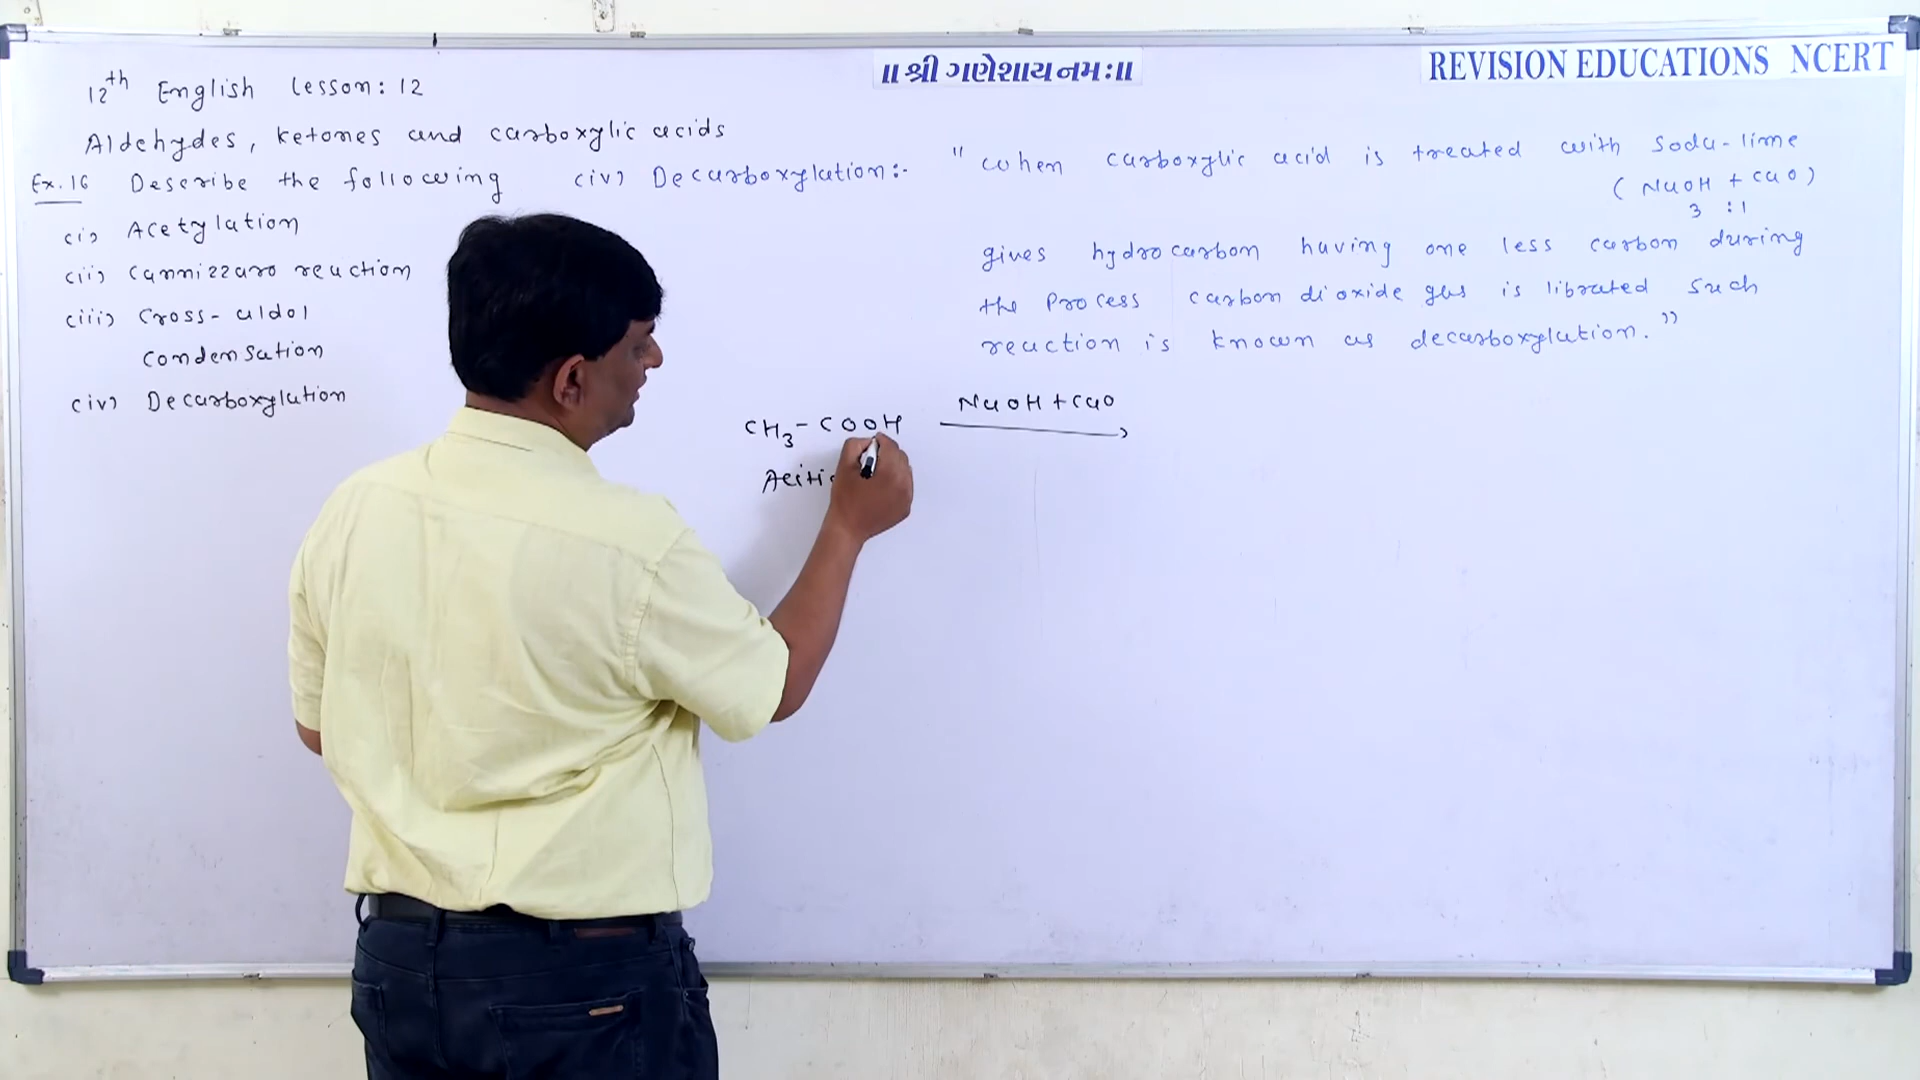 ॥ શ્રી ગણેશાય નમઃ॥
REVISION EDUCATIONS NCERT
12th English Lesson: 12
Aldehydes, ketones and carboxylic acids
Ex. 16 Describe the following
(i) Acetylation
(ii) Cannizzaro reaction
(iii) Cross-aldol
condensation
(iv) Decarboxylation
(iv) Decarboxylation:-
"When carboxylic acid is treated with soda-lime
(NaOH + CaO)
3 : 1
gives hydrocarbon having one less carbon during
the process carbon dioxide gas is librated such
reaction is known as decarboxylation."
CH3-COOH
NaOH + CaO
Aciti